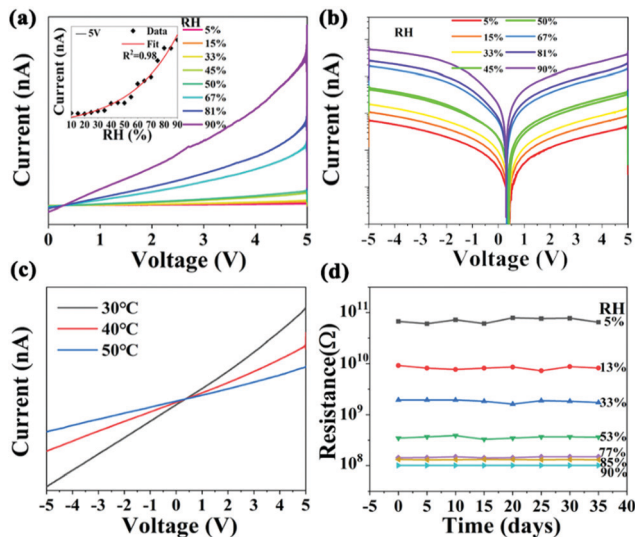 (a)
Current (nA)
Voltage (V)
0 1 2 3 4 5
RH
5%
15%
33%
45%
50%
67%
81%
90%
5V
Data
Fit
R²=0.98
Current (nA)
RH (%)
10 20 30 40 50 60 70 80 90
(b)
Current (nA)
Voltage (V)
-5 -4 -3 -2 -1 0 1 2 3 4 5
RH
5% 50%
15% 67%
33% 81%
45% 90%
(c)
Current (nA)
Voltage (V)
-5 -4 -3 -2 -1 0 1 2 3 4 5
30°C
40°C
50°C
(d)
Resistance(Ω)
10¹¹
10¹⁰
10⁹
10⁸
Time (days)
0 5 10 15 20 25 30 35 40
RH
5%
13%
33%
53%
77%
85%
90%